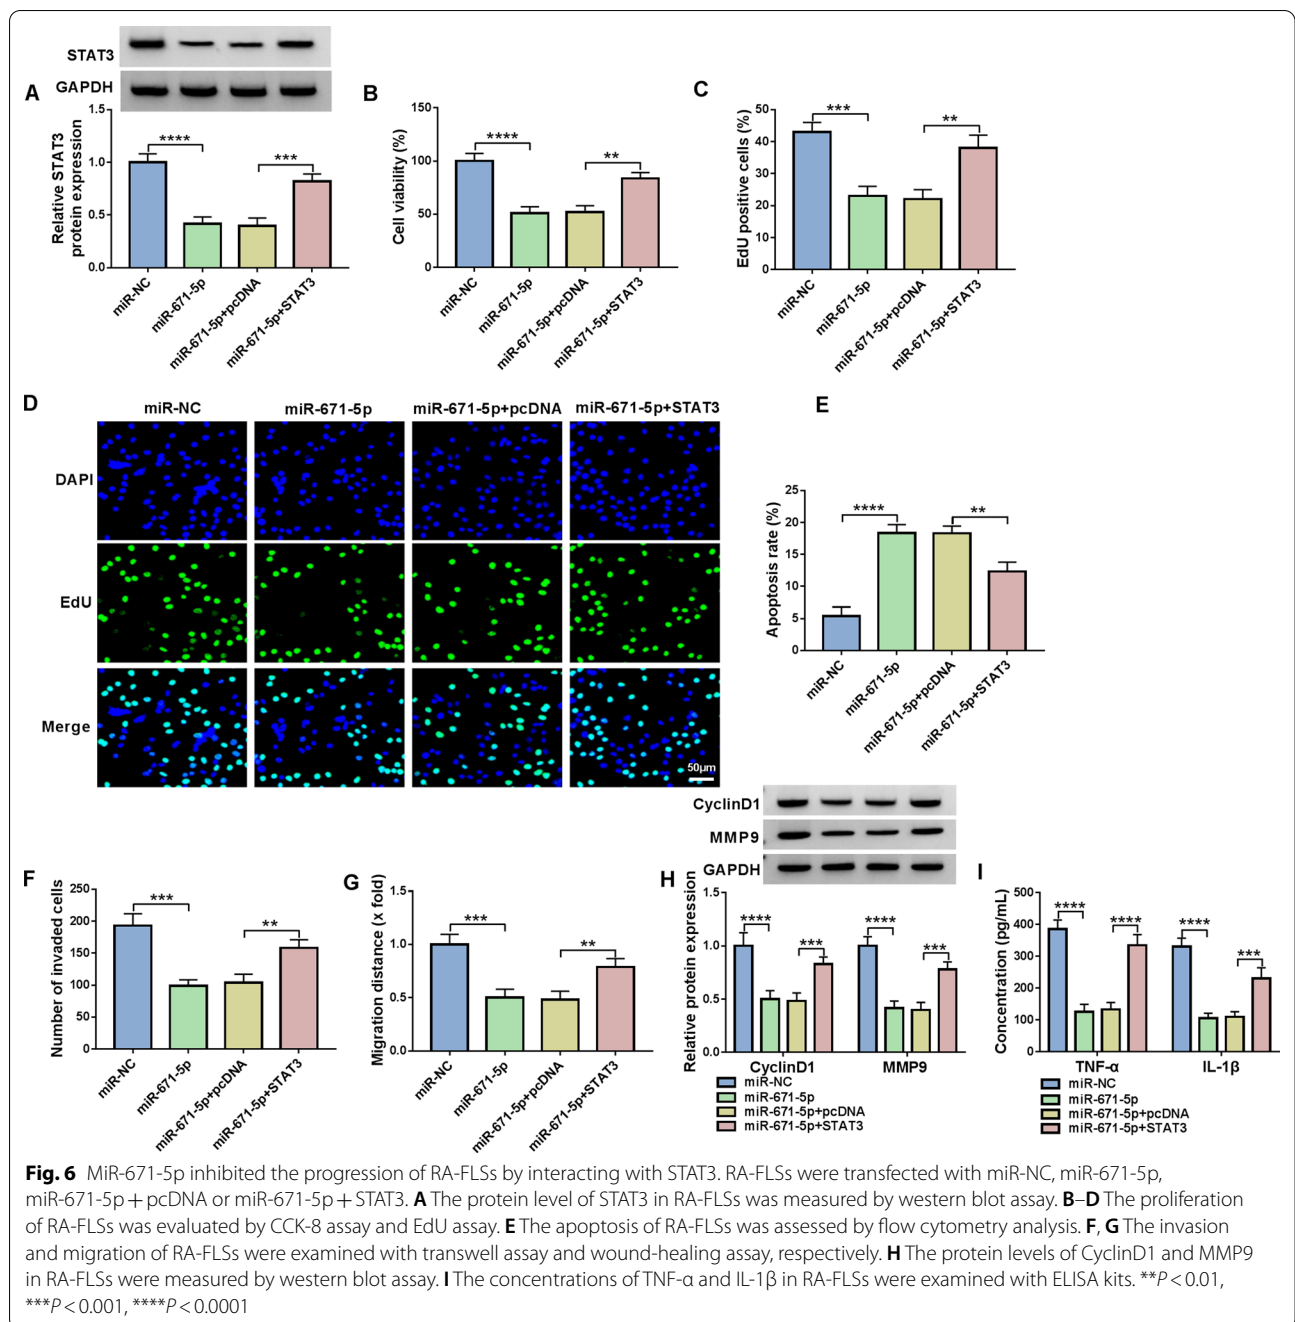 STAT3
GAPDH
A
Relative STAT3
protein expression
1.5
1.0
0.5
0.0
****
***
miR-NC
miR-671-5p
miR-671-5p+pcDNA
miR-671-5p+STAT3
B
Cell viability (%)
150
100
50
0
****
**
miR-NC
miR-671-5p
miR-671-5p+pcDNA
miR-671-5p+STAT3
C
EdU positive cells (%)
50
40
30
20
10
0
***
**
miR-NC
miR-671-5p
miR-671-5p+pcDNA
miR-671-5p+STAT3
D
miR-NC miR-671-5p miR-671-5p+pcDNA miR-671-5p+STAT3
DAPI
EdU
Merge
50μm
E
Apoptosis rate (%)
25
20
15
10
5
0
****
**
miR-NC
miR-671-5p
miR-671-5p+pcDNA
miR-671-5p+STAT3
F
Number of invaded cells
250
200
150
100
50
0
***
**
miR-NC
miR-671-5p
miR-671-5p+pcDNA
miR-671-5p+STAT3
G
Migration distance (x fold)
1.5
1.0
0.5
0.0
***
**
miR-NC
miR-671-5p
miR-671-5p+pcDNA
miR-671-5p+STAT3
CyclinD1
MMP9
GAPDH
H
Relative protein expression
1.5
1.0
0.5
0.0
****
***
****
***
CyclinD1 MMP9
miR-NC
miR-671-5p
miR-671-5p+pcDNA
miR-671-5p+STAT3
I
Concentration (pg/mL)
500
400
300
200
100
0
****
****
****
***
TNF-α IL-1β
miR-NC
miR-671-5p
miR-671-5p+pcDNA
miR-671-5p+STAT3
Fig. 6 MiR-671-5p inhibited the progression of RA-FLSs by interacting with STAT3. RA-FLSs were transfected with miR-NC, miR-671-5p,
miR-671-5p + pcDNA or miR-671-5p + STAT3. A The protein level of STAT3 in RA-FLSs was measured by western blot assay. B–D The proliferation
of RA-FLSs was evaluated by CCK-8 assay and EdU assay. E The apoptosis of RA-FLSs was assessed by flow cytometry analysis. F, G The invasion
and migration of RA-FLSs were examined with transwell assay and wound-healing assay, respectively. H The protein levels of CyclinD1 and MMP9
in RA-FLSs were measured by western blot assay. I The concentrations of TNF-α and IL-1β in RA-FLSs were examined with ELISA kits. **P < 0.01,
***P < 0.001, ****P < 0.0001